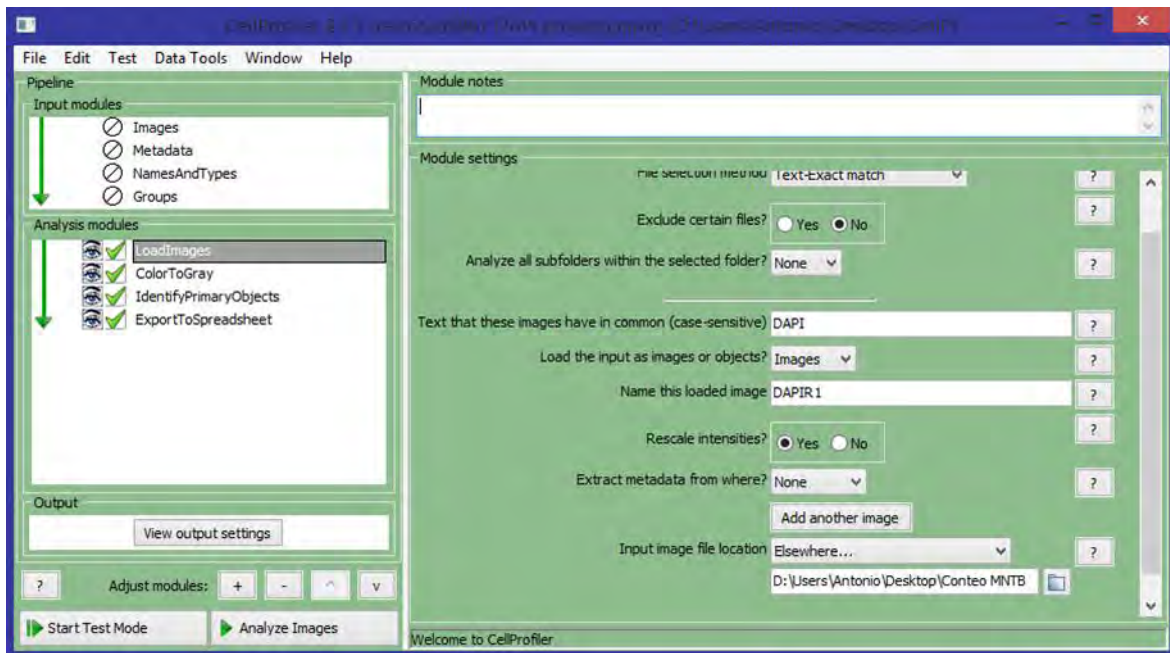 File Edit Test Data Tools Window Help
Pipeline
Input modules
Images
Metadata
NamesAndTypes
Groups
Analysis modules
LoadImages
ColorToGray
IdentifyPrimaryObjects
ExportToSpreadsheet
Output
View output settings
? Adjust modules: + - ^ v
Start Test Mode Analyze Images
Module notes
Module settings
File selection method Text-Exact match ?
Exclude certain files? Yes No ?
Analyze all subfolders within the selected folder? None ?
Text that these images have in common (case-sensitive) DAPI ?
Load the input as images or objects? Images ?
Name this loaded image DAPIR1 ?
Rescale intensities? Yes No ?
Extract metadata from where? None ?
Add another image
Input image file location Elsewhere... ?
D:\Users\Antonio\Desktop\Conteo MNTB
Welcome to CellProfiler